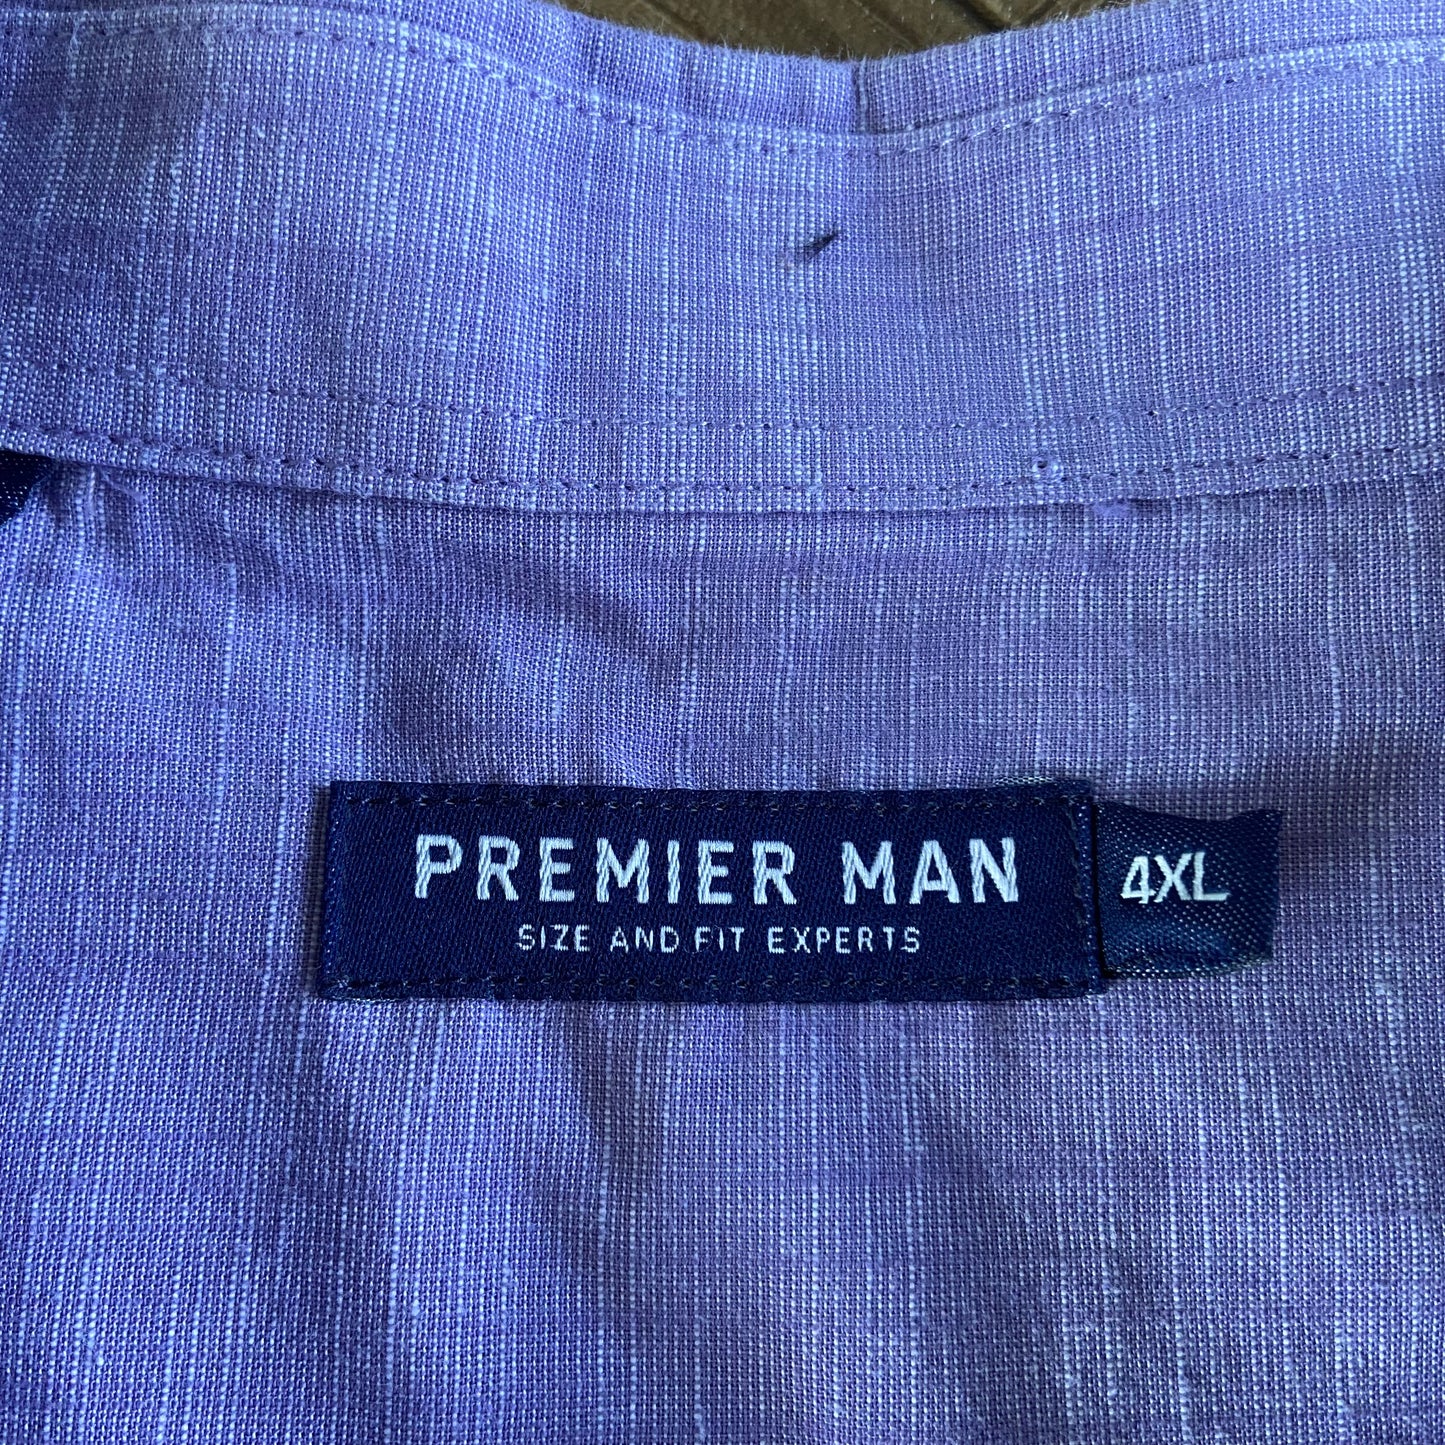 PREMIER MAN
SIZE AND FIT EXPERTS
4XL